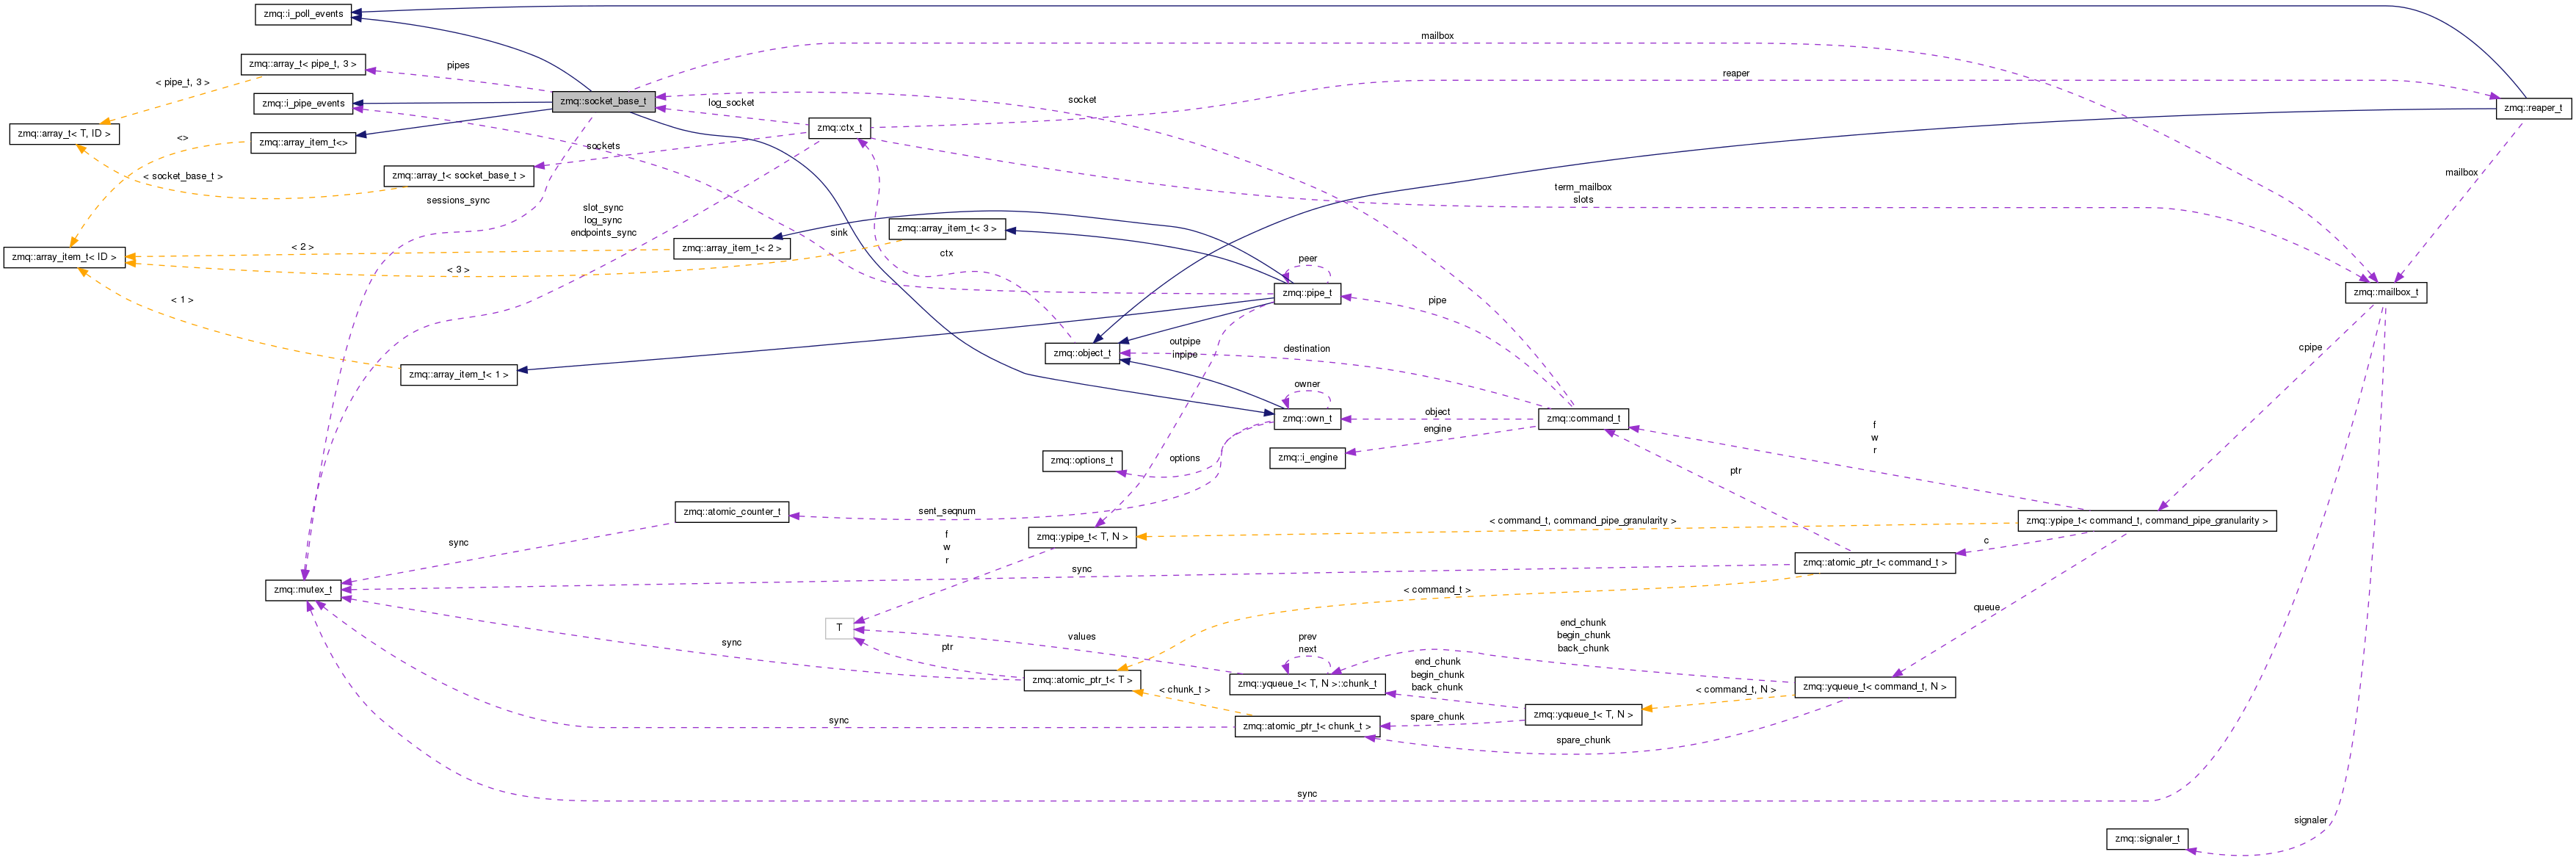 zmq::i_poll_events
mailbox
zmq::array_t< pipe_t, 3 >
pipes
reaper
< pipe_t, 3 >
zmq::i_pipe_events
zmq::socket_base_t
log_socket
socket
zmq::reaper_t
zmq::array_t< T, ID >
<>
zmq::array_item_t<>
zmq::ctx_t
sockets
< socket_base_t >
zmq::array_t< socket_base_t >
mailbox
term_mailbox
slots
sessions_sync
slot_sync
log_sync
endpoints_sync
sink
zmq::array_item_t< 3 >
zmq::array_item_t< 2 >
< 2 >
zmq::array_item_t< ID >
< 3 >
ctx
peer
zmq::pipe_t
pipe
zmq::mailbox_t
< 1 >
outpipe
inpipe
zmq::object_t
destination
cpipe
zmq::array_item_t< 1 >
owner
zmq::own_t
object
engine
zmq::command_t
f
w
r
zmq::options_t
options
zmq::i_engine
ptr
zmq::atomic_counter_t
sent_seqnum
< command_t, command_pipe_granularity >
zmq::ypipe_t< command_t, command_pipe_granularity >
sync
f
w
r
zmq::ypipe_t< T, N >
c
sync
zmq::atomic_ptr_t< command_t >
zmq::mutex_t
< command_t >
queue
T
values
ptr
sync
prev
next
end_chunk
begin_chunk
back_chunk
zmq::atomic_ptr_t< T >
zmq::yqueue_t< T, N >::chunk_t
end_chunk
begin_chunk
back_chunk
< command_t, N >
zmq::yqueue_t< command_t, N >
< chunk_t >
sync
zmq::atomic_ptr_t< chunk_t >
spare_chunk
zmq::yqueue_t< T, N >
spare_chunk
sync
signaler
zmq::signaler_t